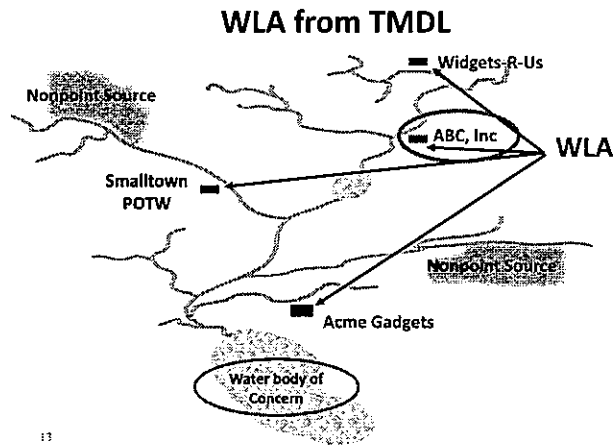 WLA from TMDL
Widgets-R-Us
Nonpoint Source
ABC, Inc
WLA
Smalltown
POTW
Nonpoint Source
Acme Gadgets
Water body of
Concern
13